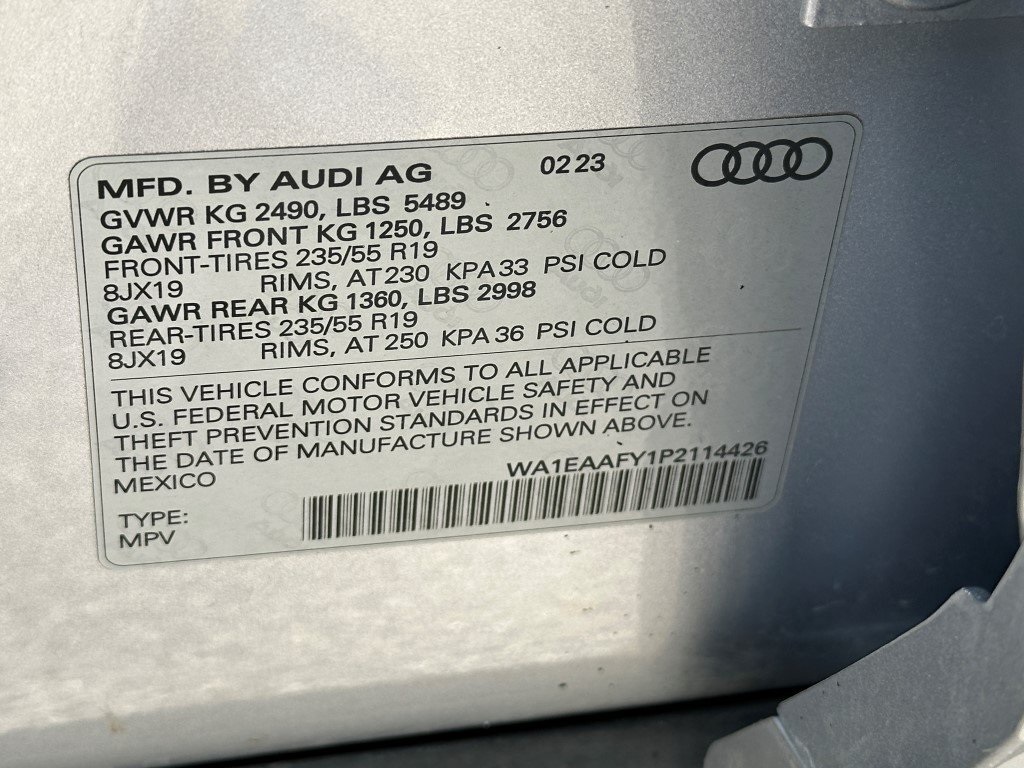 MFD. BY AUDI AG 02 23
GVWR KG 2490, LBS 5489
GAWR FRONT KG 1250, LBS 2756
FRONT-TIRES 235/55 R19
8JX19 RIMS, AT 230 KPA 33 PSI COLD
GAWR REAR KG 1360, LBS 2998
REAR-TIRES 235/55 R19
8JX19 RIMS, AT 250 KPA 36 PSI COLD
THIS VEHICLE CONFORMS TO ALL APPLICABLE
U.S. FEDERAL MOTOR VEHICLE SAFETY AND
THEFT PREVENTION STANDARDS IN EFFECT ON
THE DATE OF MANUFACTURE SHOWN ABOVE.
MEXICO WA1EAAFY1P2114426
TYPE:
MPV